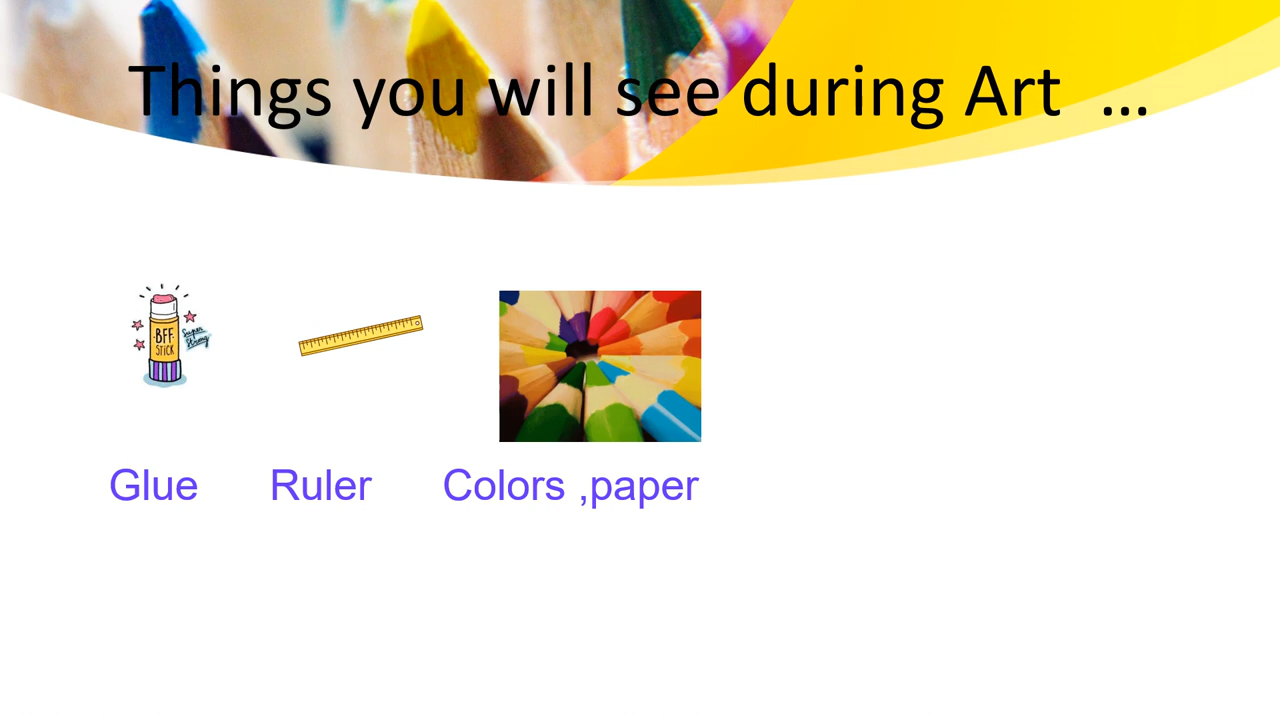 Things you will see during Art ...
BFF
STICK
Super
Strong
Glue Ruler Colors ,paper